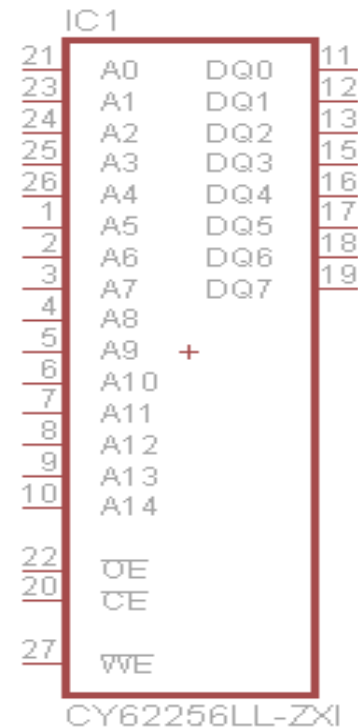 IC1
21 A0 DQ0 11
23 A1 DQ1 12
24 A2 DQ2 13
25 A3 DQ3 15
26 A4 DQ4 16
1 A5 DQ5 17
2 A6 DQ6 18
3 A7 DQ7 19
4 A8
5 A9
6 A10
7 A11
8 A12
9 A13
10 A14
22 OE
20 CE
27 WE
CY62256LL-ZXI